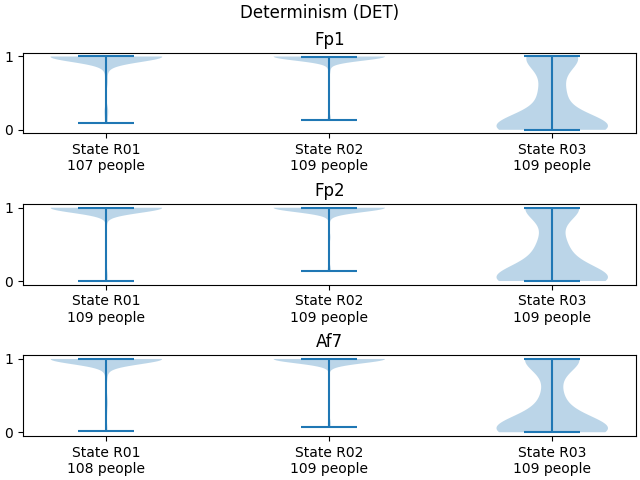 Determinism (DET)
Fp1
1
0
State R01 State R02 State R03
107 people 109 people 109 people
Fp2
1
0
State R01 State R02 State R03
109 people 109 people 109 people
Af7
1
0
State R01 State R02 State R03
108 people 109 people 109 people